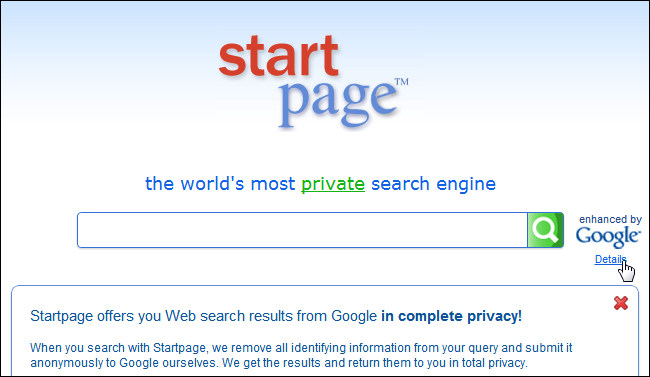 start
page™
the world's most private search engine
enhanced by
Google™
Details
Startpage offers you Web search results from Google in complete privacy!
When you search with Startpage, we remove all identifying information from your query and submit it
anonymously to Google ourselves. We get the results and return them to you in total privacy.